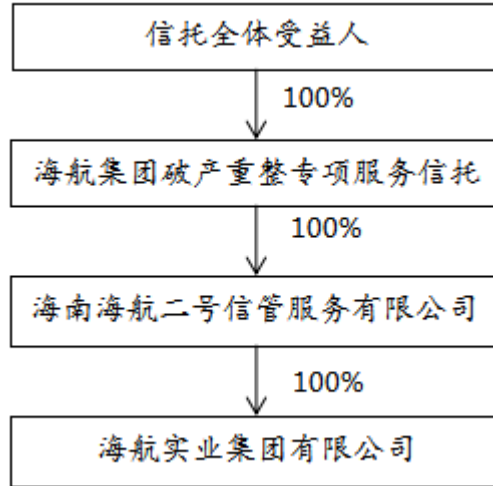 信托全体受益人
100%
海航集团破产重整专项服务信托
100%
海南海航二号信管服务有限公司
100%
海航实业集团有限公司